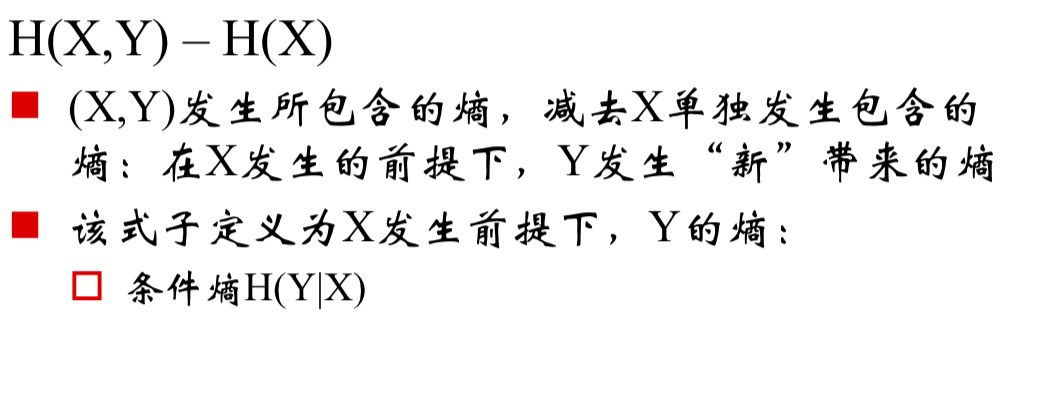 H(X,Y) – H(X)
(X,Y)发生所包含的熵，减去X单独发生包含的
熵：在X发生的前提下，Y发生“新”带来的熵
该式子定义为X发生前提下，Y的熵：
条件熵H(Y|X)